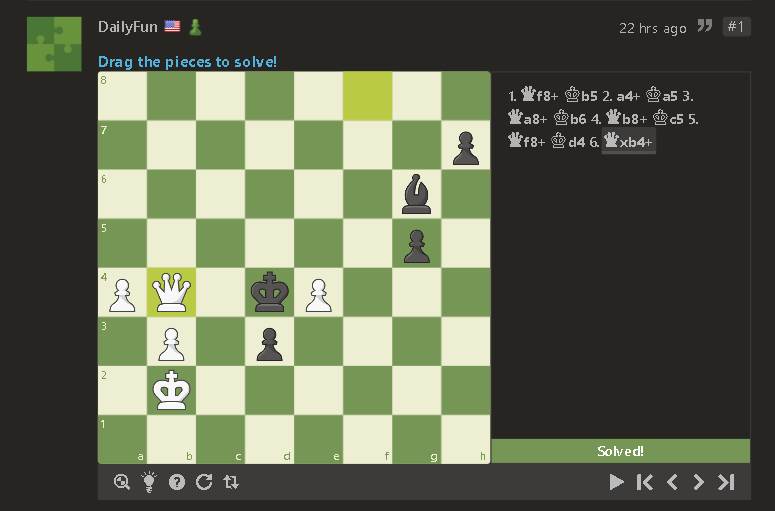 DailyFun
22 hrs ago #1
Drag the pieces to solve!
8
7
6
5
4
3
2
1
a b c d e f g h
1. ♛f8+ ♔b5 2. a4+ ♔a5 3.
♛a8+ ♔b6 4. ♛b8+ ♔c5 5.
♛f8+ ♔d4 6. ♛xb4+
Solved!